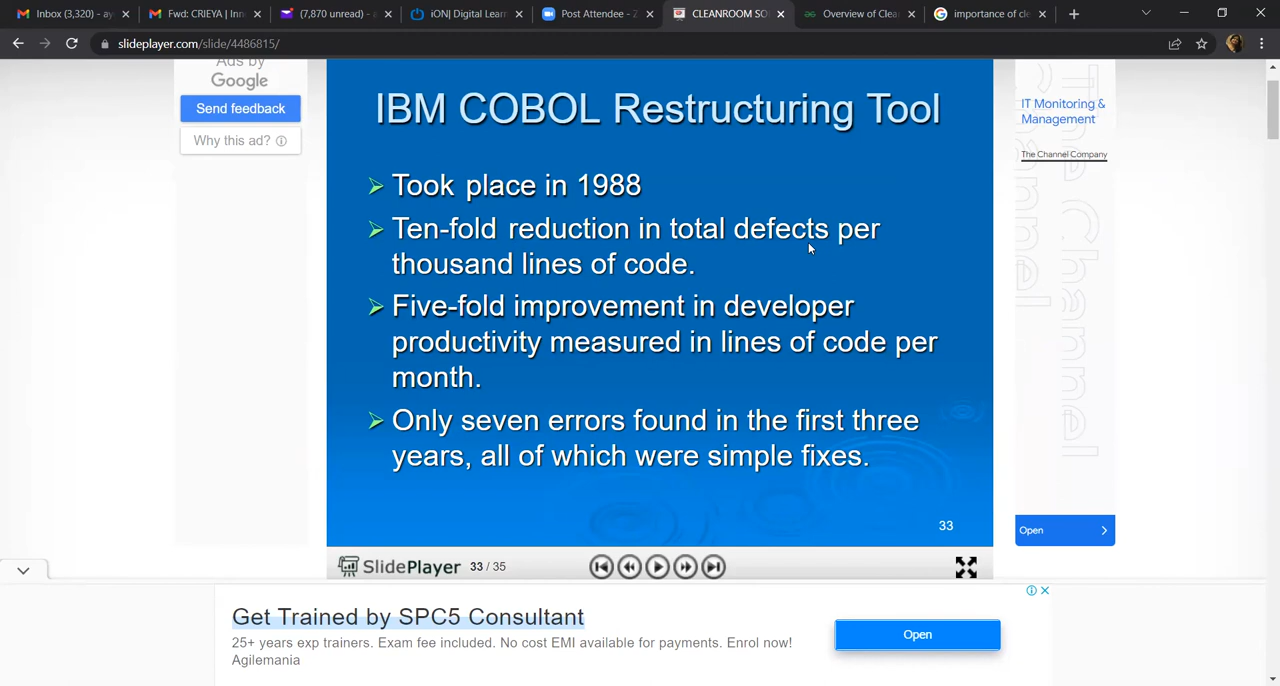 Inbox (3,320) - ay
Fwd: CRIEYA | Inn
(7,870 unread) - a
iON| Digital Learn
Post Attendee - Z
CLEANROOM SO
Overview of Clea
importance of cle
slideplayer.com/slide/4486815/
Ads by
Google
Send feedback
Why this ad?
IBM COBOL Restructuring Tool
Took place in 1988
Ten-fold reduction in total defects per
thousand lines of code.
Five-fold improvement in developer
productivity measured in lines of code per
month.
Only seven errors found in the first three
years, all of which were simple fixes.
33
IT Monitoring &
Management
The Channel Company
The Channel
Channel
Open
SlidePlayer 33 / 35
Get Trained by SPC5 Consultant
25+ years exp trainers. Exam fee included. No cost EMI available for payments. Enrol now!
Agilemania
Open